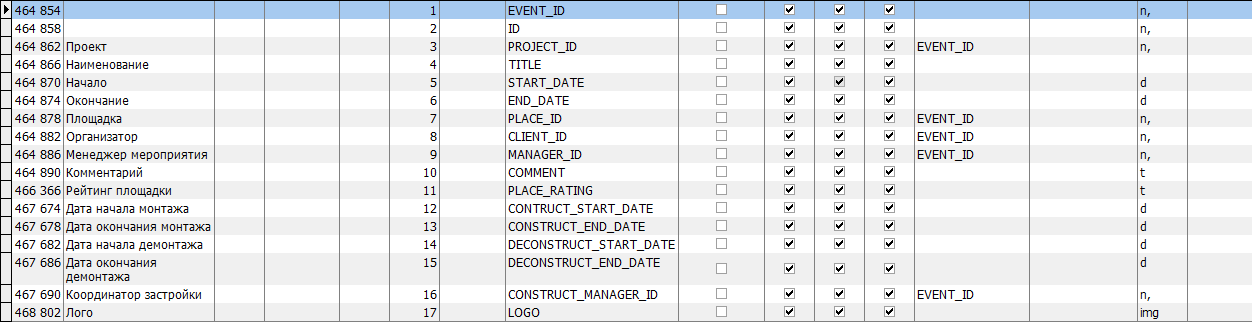 464 854 1 EVENT_ID n,
464 858 2 ID n,
464 862 Проект 3 PROJECT_ID EVENT_ID n,
464 866 Наименование 4 TITLE
464 870 Начало 5 START_DATE d
464 874 Окончание 6 END_DATE d
464 878 Площадка 7 PLACE_ID EVENT_ID n,
464 882 Организатор 8 CLIENT_ID EVENT_ID n,
464 886 Менеджер мероприятия 9 MANAGER_ID EVENT_ID n,
464 890 Комментарий 10 COMMENT t
466 366 Рейтинг площадки 11 PLACE_RATING t
467 674 Дата начала монтажа 12 CONTRUCT_START_DATE d
467 678 Дата окончания монтажа 13 CONSTRUCT_END_DATE d
467 682 Дата начала демонтажа 14 DECONSTRUCT_START_DATE d
467 686 Дата окончания 15 DECONSTRUCT_END_DATE d
демонтажа
467 690 Координатор застройки 16 CONSTRUCT_MANAGER_ID EVENT_ID n,
468 802 Лого 17 LOGO img